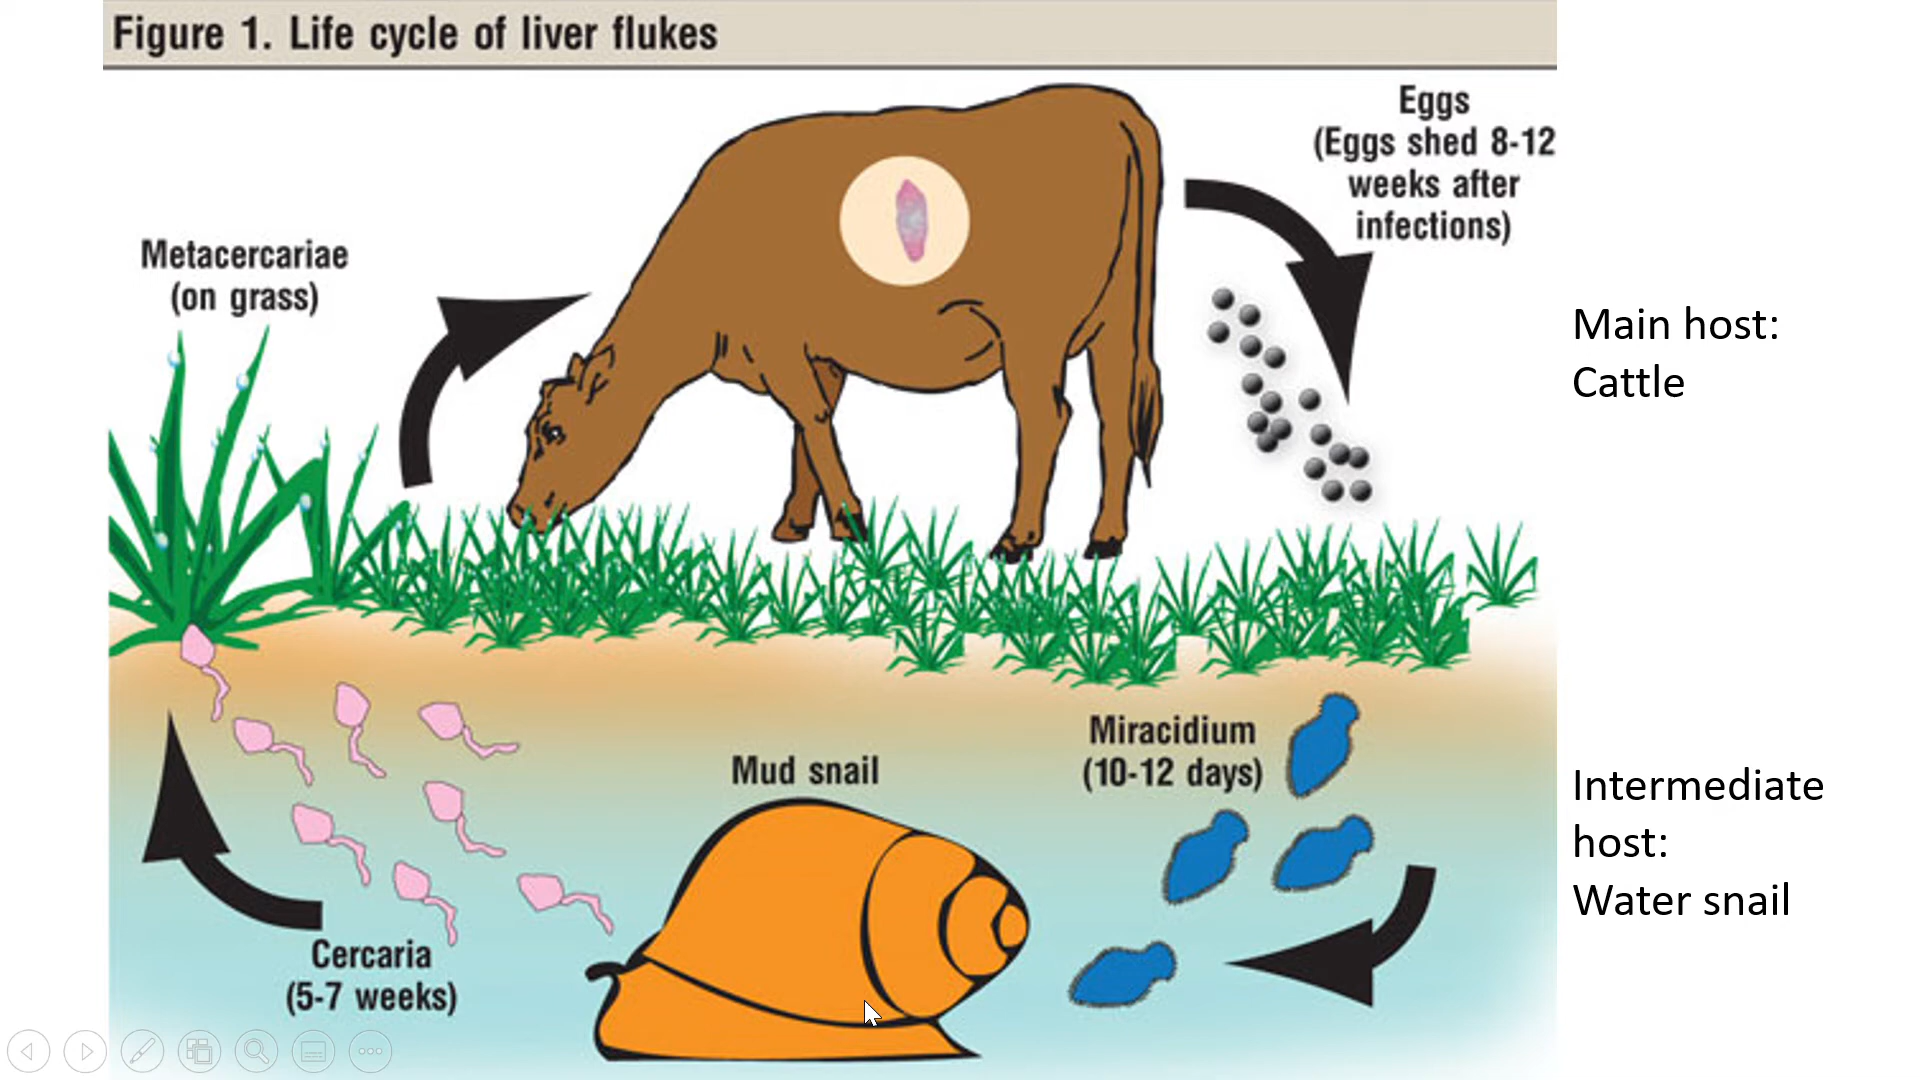 Figure 1. Life cycle of liver flukes
Eggs
(Eggs shed 8-12
weeks after
infections)
Metacercariae
(on grass)
Main host:
Cattle
Miracidium
(10-12 days)
Mud snail
Intermediate
host:
Water snail
Cercaria
(5-7 weeks)